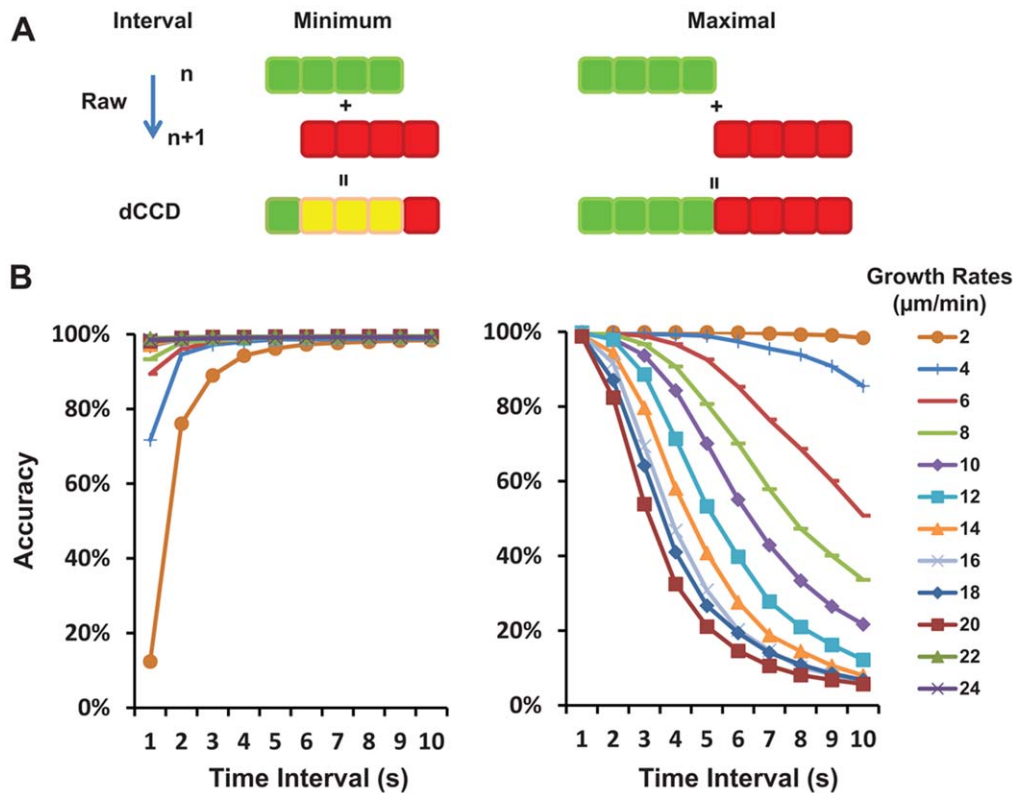 A
Interval
Minimum
Maximal
n
Raw
+
+
n+1
=
=
dCCD
B
Growth Rates
(µm/min)
100%
80%
60%
40%
20%
0%
Accuracy
1 2 3 4 5 6 7 8 9 10
Time Interval (s)
100%
80%
60%
40%
20%
0%
1 2 3 4 5 6 7 8 9 10
Time Interval (s)
2
4
6
8
10
12
14
16
18
20
22
24